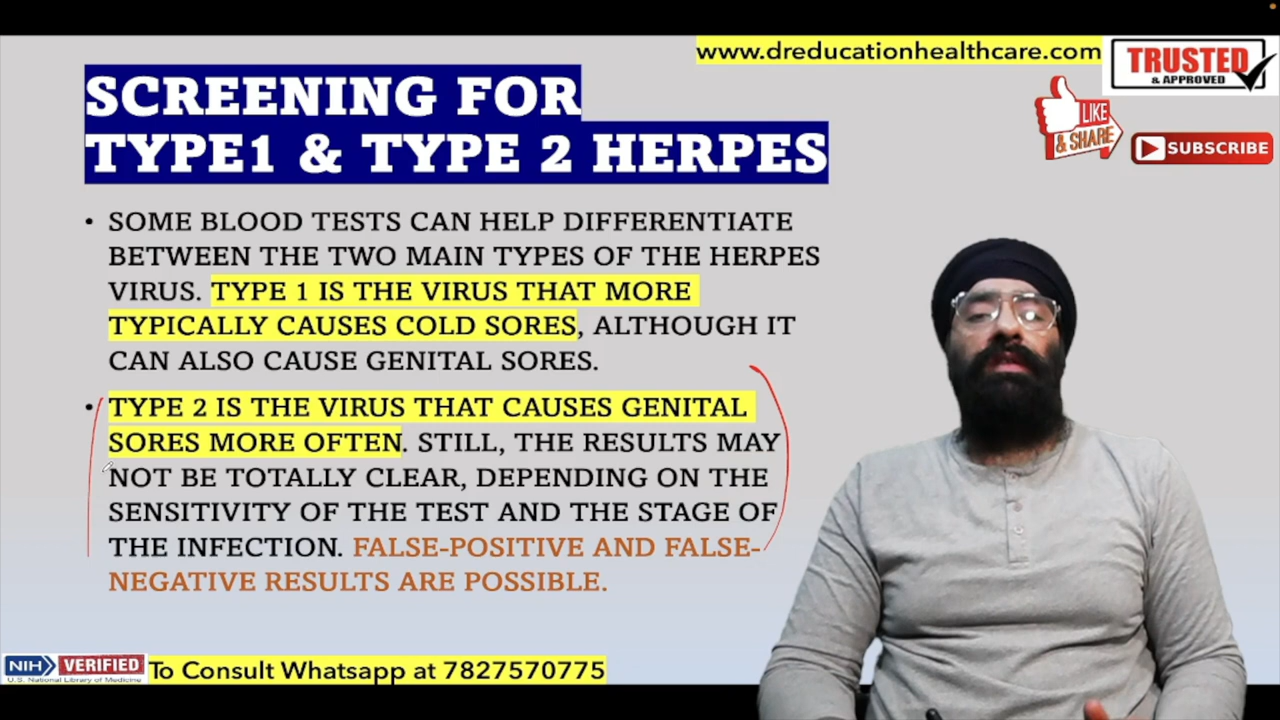 www.dreducationhealthcare.com
TRUSTED
& APPROVED
LIKE
& SHARE
SUBSCRIBE
SCREENING FOR
TYPE1 & TYPE 2 HERPES
• SOME BLOOD TESTS CAN HELP DIFFERENTIATE
BETWEEN THE TWO MAIN TYPES OF THE HERPES
VIRUS. TYPE 1 IS THE VIRUS THAT MORE
TYPICALLY CAUSES COLD SORES, ALTHOUGH IT
CAN ALSO CAUSE GENITAL SORES.
• TYPE 2 IS THE VIRUS THAT CAUSES GENITAL
SORES MORE OFTEN. STILL, THE RESULTS MAY
NOT BE TOTALLY CLEAR, DEPENDING ON THE
SENSITIVITY OF THE TEST AND THE STAGE OF
THE INFECTION. FALSE-POSITIVE AND FALSE-
NEGATIVE RESULTS ARE POSSIBLE.
NIH VERIFIED
U.S. National Library of Medicine
To Consult Whatsapp at 7827570775